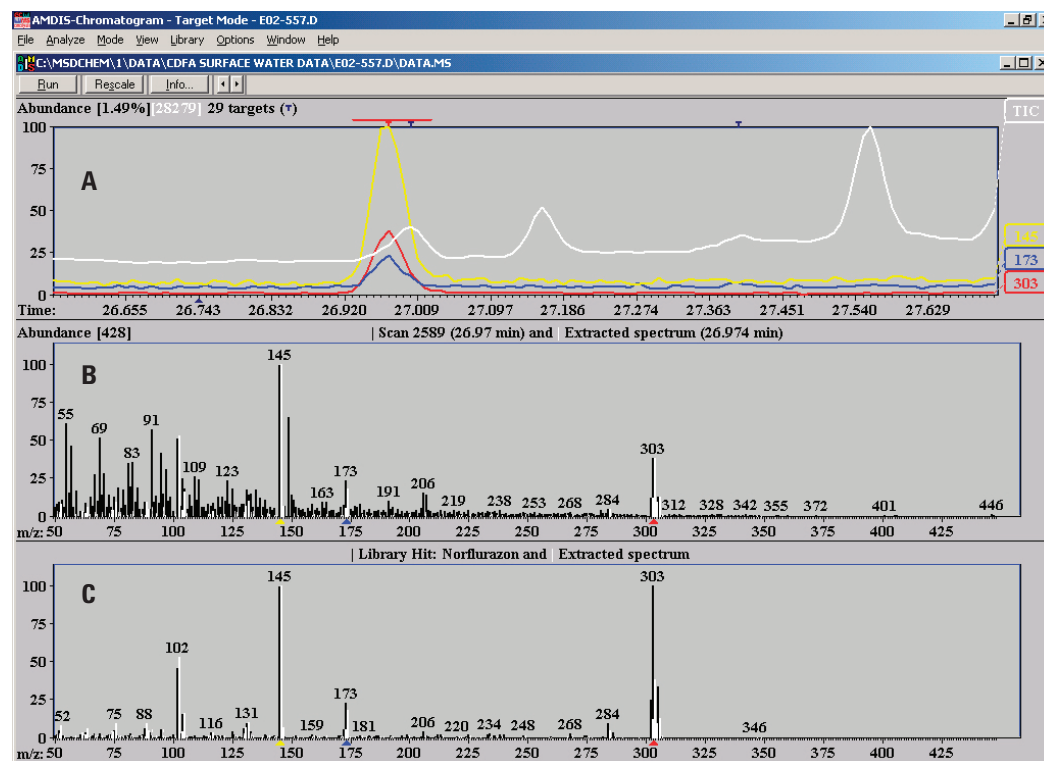 AMDIS-Chromatogram - Target Mode - E02-557.D
File Analyze Mode View Library Options Window Help
C:\MSDCHEM\1\DATA\CDFA SURFACE WATER DATA\E02-557.D\DATA.MS
Run Rescale Info...
Abundance [1.49%][28279] 29 targets (T)
TIC
100
75
50
25
0
A
145
173
303
Time: 26.655 26.743 26.832 26.920 27.009 27.097 27.186 27.274 27.363 27.451 27.540 27.629
Abundance [428] | Scan 2589 (26.97 min) and | Extracted spectrum (26.974 min)
100
75
50
25
0
B
55 69 83 91 109 123 145 163 173 191 206 219 238 253 268 284 303 312 328 342 355 372 401 446
m/z: 50 75 100 125 150 175 200 225 250 275 300 325 350 375 400 425
| Library Hit: Norflurazon and | Extracted spectrum
100
75
50
25
0
C
52 75 88 102 116 131 145 159 173 181 206 220 234 248 268 284 303 346
m/z: 50 75 100 125 150 175 200 225 250 275 300 325 350 375 400 425